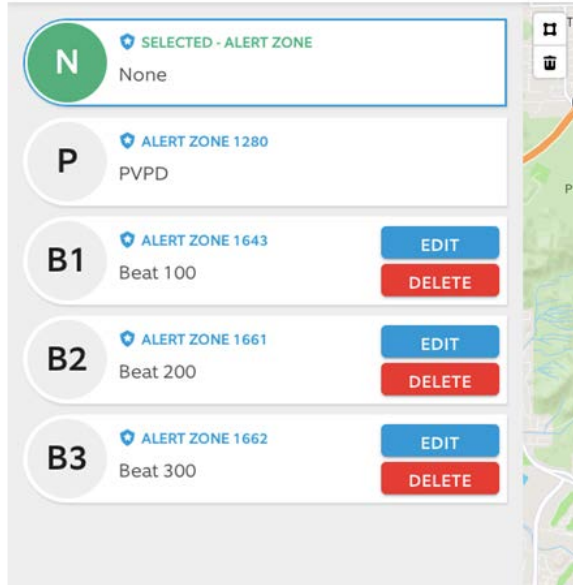 N
SELECTED - ALERT ZONE
None
P
ALERT ZONE 1280
PVPD
B1
ALERT ZONE 1643
Beat 100
EDIT
DELETE
B2
ALERT ZONE 1661
Beat 200
EDIT
DELETE
B3
ALERT ZONE 1662
Beat 300
EDIT
DELETE
T
P